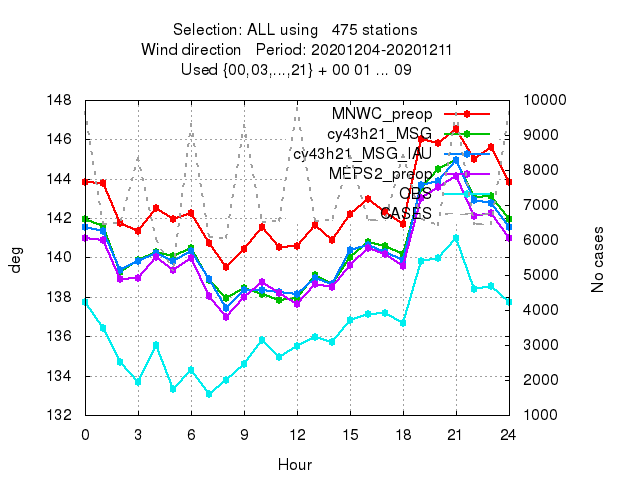 Selection: ALL using   475 stations
Wind direction   Period: 20201204-20201211
Used {00,03,...,21} + 00 01 ... 09
148 10000
MNWC_preop
146 9000
cy43h21_MSG
cy43h21_MSG_IAU
144 8000
MEPS2_preop
7000
OBS
142 CASES
6000
deg
No cases
140 5000
138 4000
136 3000
134 2000
132 1000
0 3 6 9 12 15 18 21 24
Hour